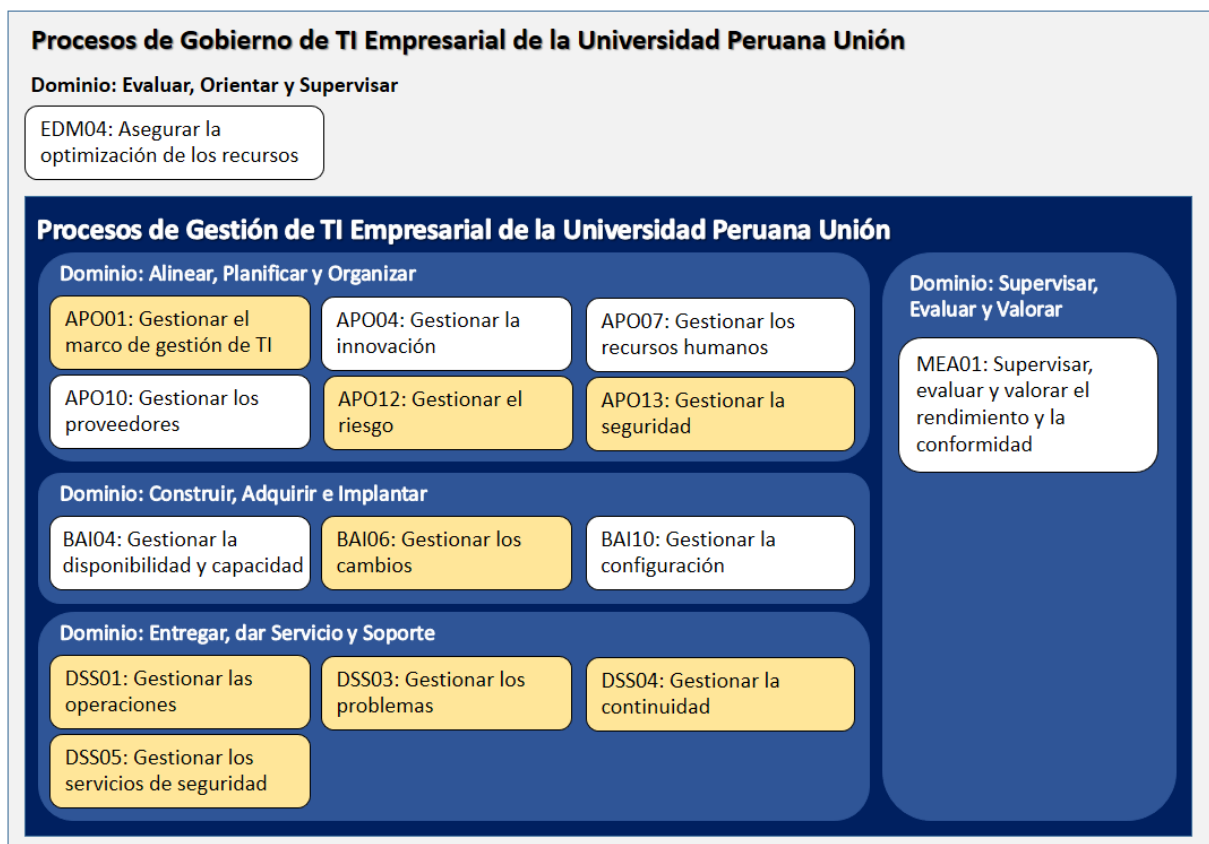 Procesos de Gobierno de TI Empresarial de la Universidad Peruana Unión
Dominio: Evaluar, Orientar y Supervisar
EDM04: Asegurar la
optimización de los recursos
Procesos de Gestión de TI Empresarial de la Universidad Peruana Unión
Dominio: Alinear, Planificar y Organizar
APO01: Gestionar el
marco de gestión de TI
APO04: Gestionar la
innovación
APO07: Gestionar los
recursos humanos
APO10: Gestionar los
proveedores
APO12: Gestionar el
riesgo
APO13: Gestionar la
seguridad
Dominio: Construir, Adquirir e Implantar
BAI04: Gestionar la
disponibilidad y capacidad
BAI06: Gestionar los
cambios
BAI10: Gestionar la
configuración
Dominio: Entregar, dar Servicio y Soporte
DSS01: Gestionar las
operaciones
DSS03: Gestionar los
problemas
DSS04: Gestionar la
continuidad
DSS05: Gestionar los
servicios de seguridad
Dominio: Supervisar,
Evaluar y Valorar
MEA01: Supervisar,
evaluar y valorar el
rendimiento y la
conformidad